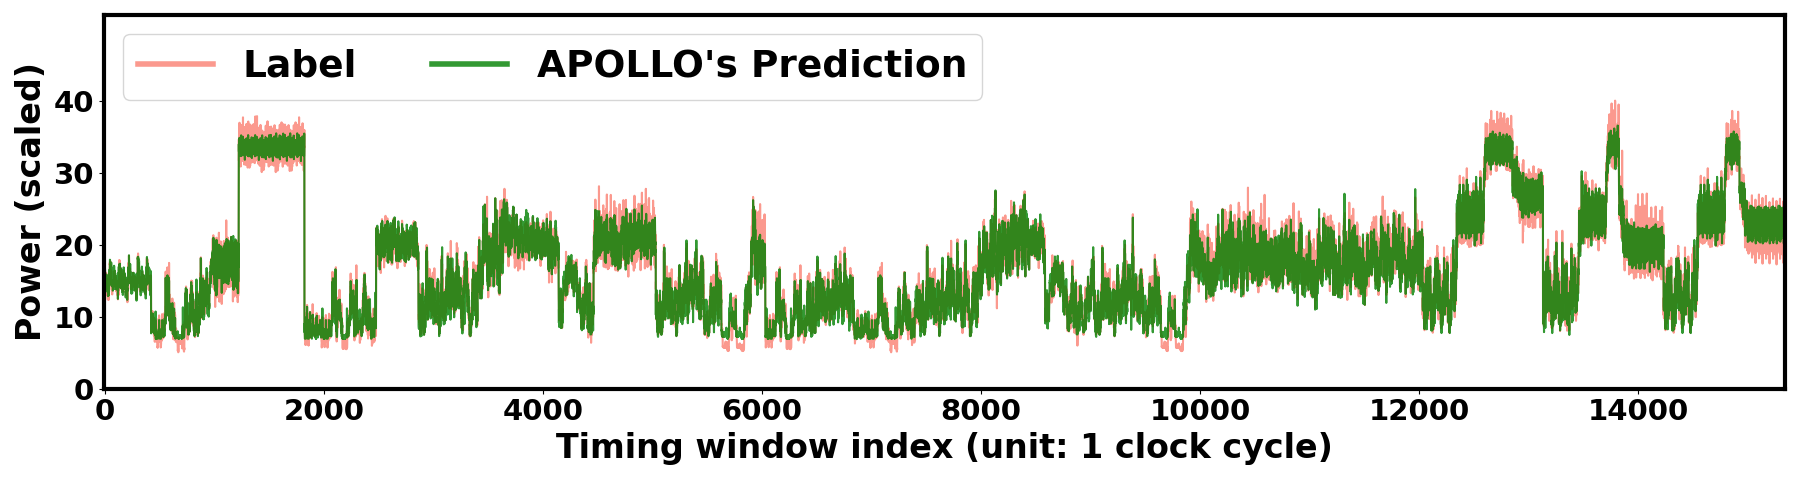 Label APOLLO's Prediction
Power (scaled)
40
30
20
10
0
0 2000 4000 6000 8000 10000 12000 14000
Timing window index (unit: 1 clock cycle)